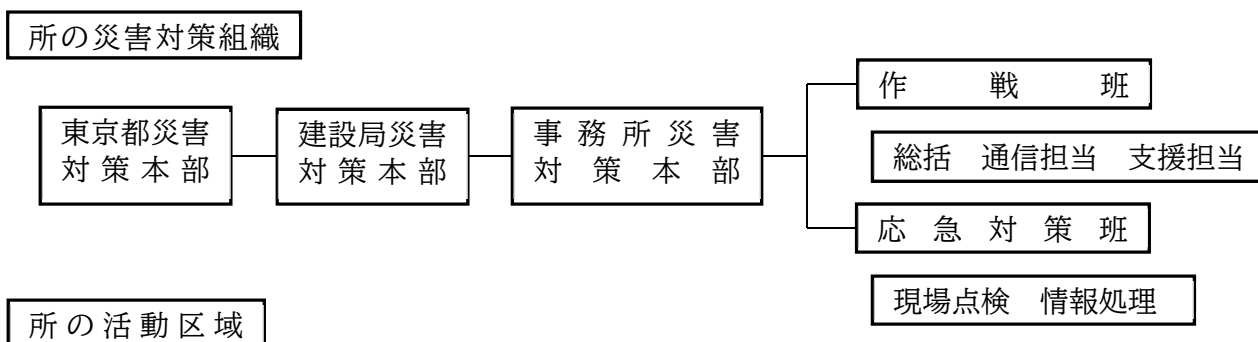 所の災害対策組織
東京都災害
対策本部
建設局災害
対策本部
事務所災害
対策本部
作戦班
総括　通信担当　支援担当
応急対策班
現場点検　情報処理
所の活動区域